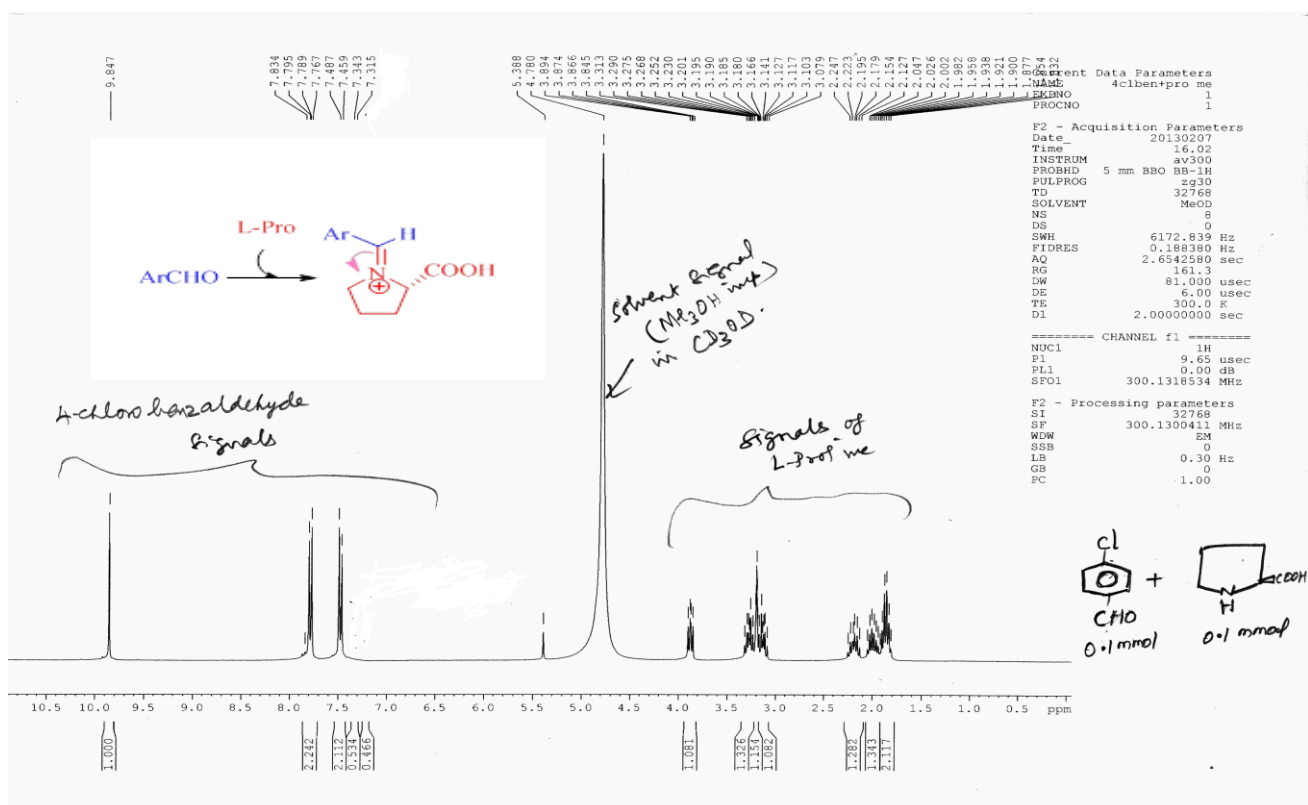 9.847
7.834
7.795
7.789
7.767
7.487
7.459
7.343
7.315
5.388
4.780
3.894
3.874
3.866
3.845
3.313
3.290
3.275
3.268
3.252
3.230
3.201
3.195
3.190
3.185
3.180
3.166
3.141
3.127
3.117
3.103
3.079
2.247
2.223
2.195
2.179
2.154
2.127
2.047
2.026
2.002
1.982
1.958
1.938
1.921
1.900
1.877
Current Data Parameters
NAME 4clben+pro me
EXPNO 1
PROCNO 1
F2 - Acquisition Parameters
Date_ 20130207
Time 16.02
INSTRUM av300
PROBHD 5 mm BBO BB-1H
PULPROG zg30
TD 32768
SOLVENT MeOD
NS 8
DS 0
SWH 6172.839 Hz
FIDRES 0.188380 Hz
AQ 2.6542580 sec
RG 161.3
DW 81.000 usec
DE 6.00 usec
TE 300.0 K
D1 2.00000000 sec
======== CHANNEL f1 ========
NUC1 1H
P1 9.65 usec
PL1 0.00 dB
SFO1 300.1318534 MHz
F2 - Processing parameters
SI 32768
SF 300.1300411 MHz
WDW EM
SSB 0
LB 0.30 Hz
GB 0
PC 1.00
L-Pro
ArCHO
Ar H
N
COOH
solvent signal
in CD3OD.
4-chloro benzaldehyde
signals
signals of
L-Proline
Cl
CHO
0.1 mmol
+
N
H
COOH
0.1 mmol
10.5 10.0 9.5 9.0 8.5 8.0 7.5 7.0 6.5 6.0 5.5 5.0 4.5 4.0 3.5 3.0 2.5 2.0 1.5 1.0 0.5 ppm
1.000
2.242
2.112
0.534
0.466
1.081
1.326
1.154
1.082
1.282
1.343
2.117